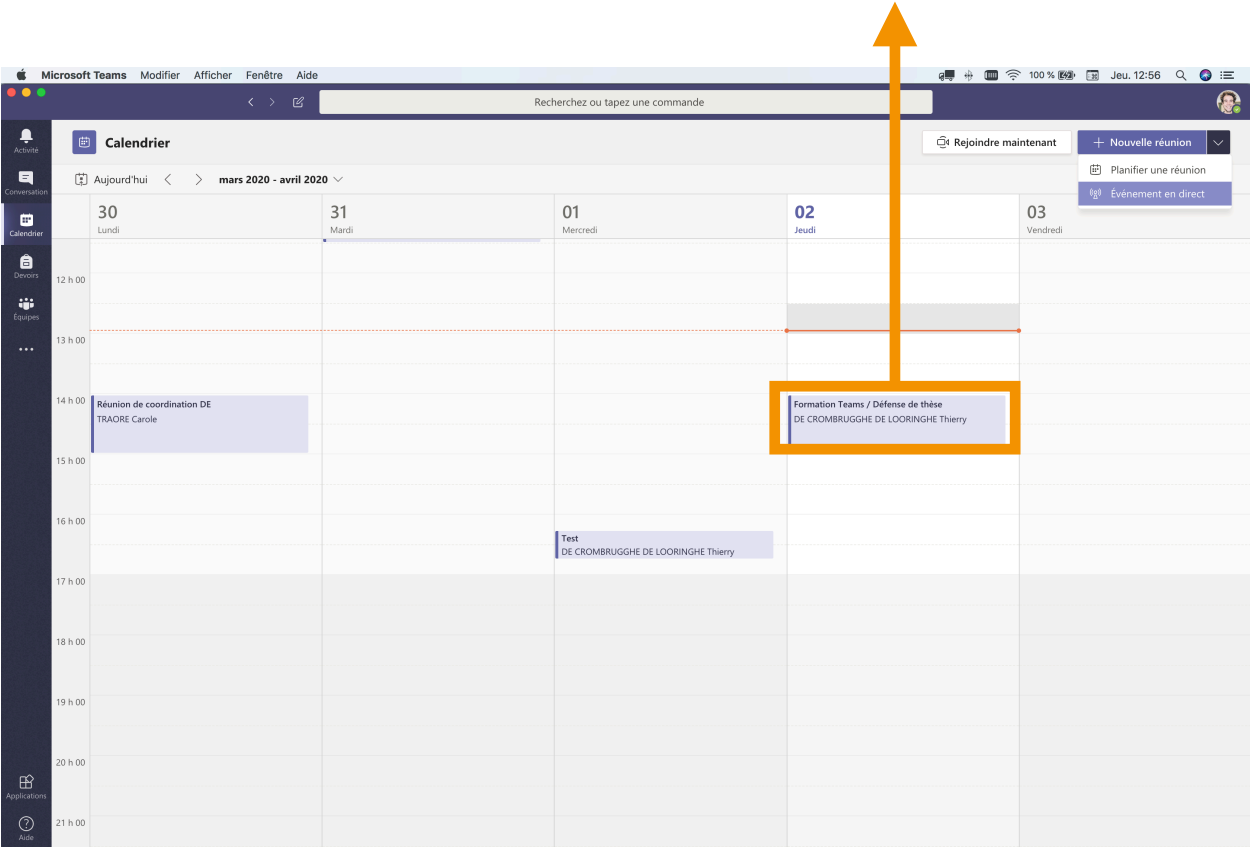 Microsoft Teams Modifier Afficher Fenêtre Aide
100 % Jeu. 12:56
Recherchez ou tapez une commande
Activité
Conversation
Calendrier
Devoirs
Équipes
Applications
Aide
Calendrier
Rejoindre maintenant
Nouvelle réunion
Planifier une réunion
Événement en direct
Aujourd'hui
mars 2020 - avril 2020
30
Lundi
31
Mardi
01
Mercredi
02
Jeudi
03
Vendredi
12 h 00
13 h 00
14 h 00
Réunion de coordination DE
TRAORE Carole
Formation Teams / Défense de thèse
DE CROMBRUGGHE DE LOORINGHE Thierry
15 h 00
16 h 00
Test
DE CROMBRUGGHE DE LOORINGHE Thierry
17 h 00
18 h 00
19 h 00
20 h 00
21 h 00